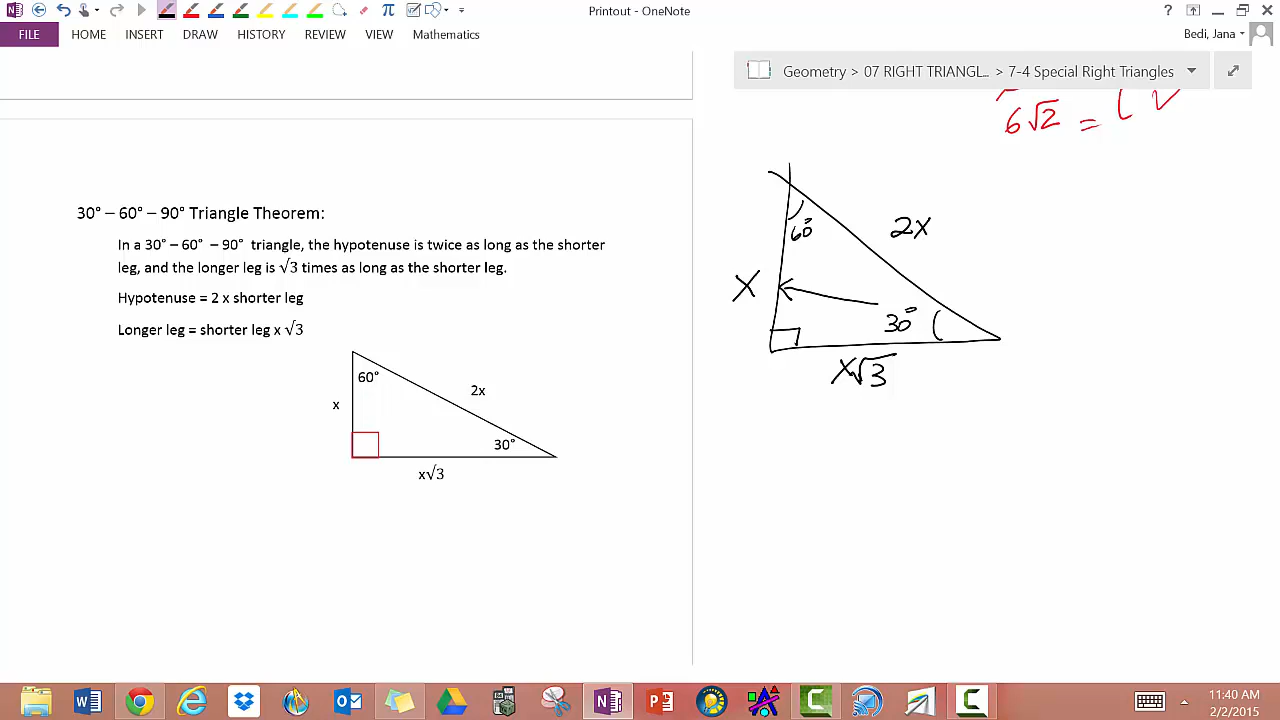 Printout - OneNote
?
FILE HOME INSERT DRAW HISTORY REVIEW VIEW Mathematics
Bedi, Jana
Geometry > 07 RIGHT TRIANGL... > 7-4 Special Right Triangles
6√2 =
30° – 60° – 90° Triangle Theorem:
In a 30° – 60° – 90° triangle, the hypotenuse is twice as long as the shorter
leg, and the longer leg is √3 times as long as the shorter leg.
Hypotenuse = 2 x shorter leg
Longer leg = shorter leg x √3
60°
2x
x
30°
x√3
60°
2x
X
30°
x√3
11:40 AM
2/2/2015